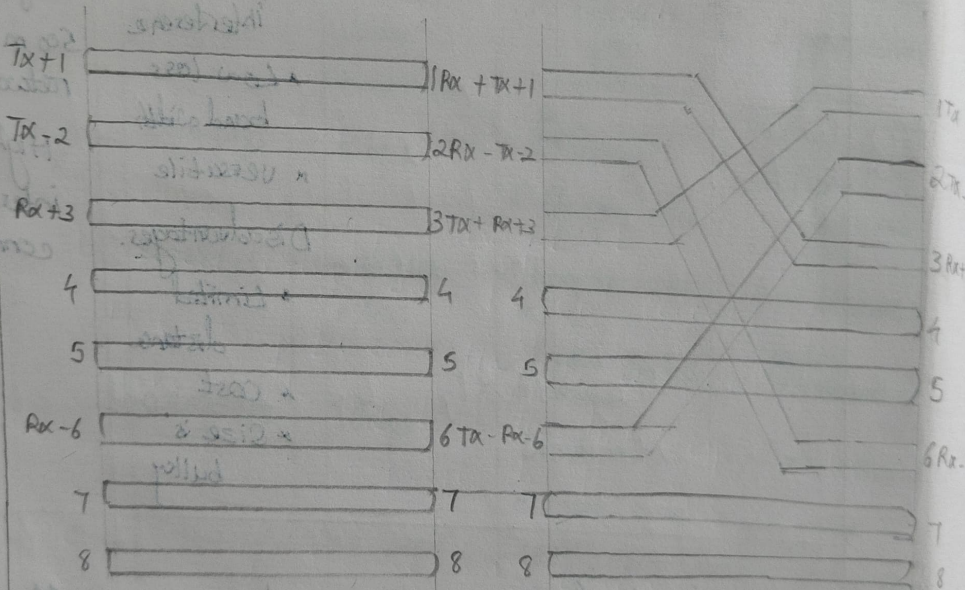 Tx+1 1Rx+ Tx+1 1Tx
Tx-2 2Rx- Tx-2 2Tx
Rx+3 3Tx+ Rx+3 3Rx+
4 4 4 4
5 5 5 5
Rx-6 6Tx- Rx-6 6Rx-
7 7 7 7
8 8 8 8